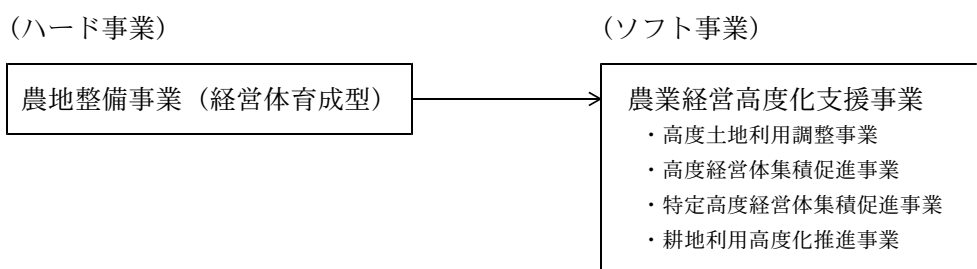 （ハード事業）
（ソフト事業）
農地整備事業（経営体育成型）
農業経営高度化支援事業
・高度土地利用調整事業
・高度経営体集積促進事業
・特定高度経営体集積促進事業
・耕地利用高度化推進事業